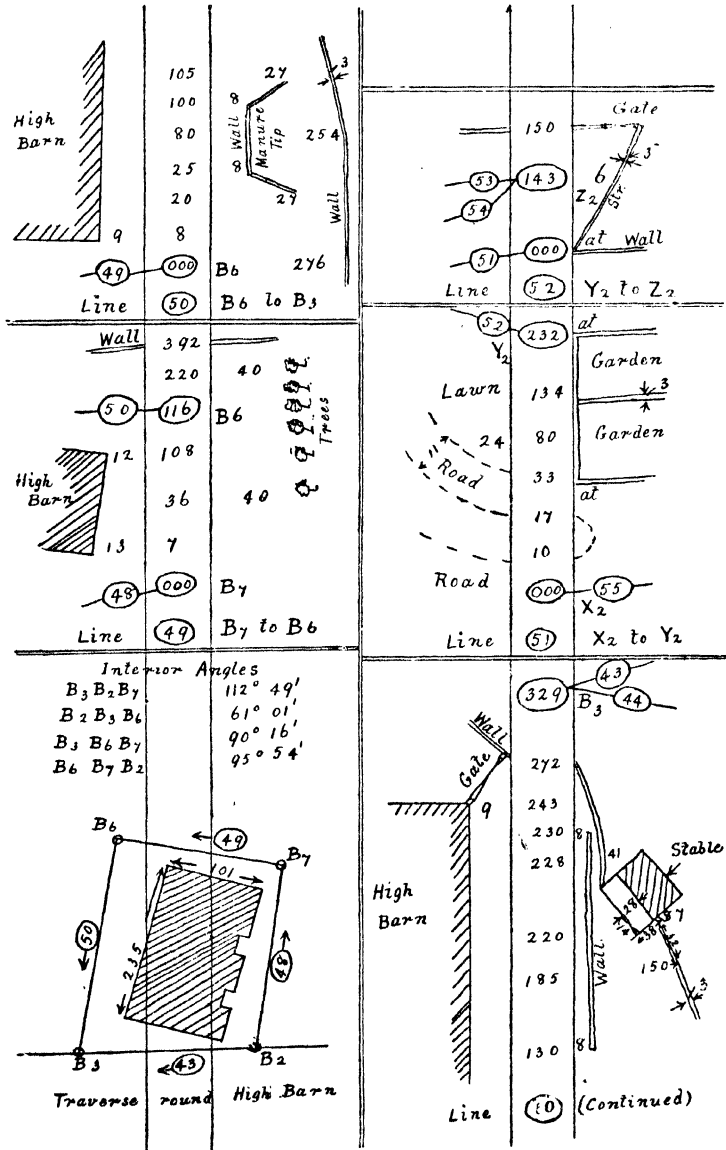 105 27 3
100 8
High Barn 80 Wall Manure Tip 254
25 8
20 27 Wall
9 8
49 000 B6 276
Line 50 B6 to B3
Wall 392
220 40
50 116 B6 Trees
12 108
High Barn 36 40
13 7
48 000 B7
Line 49 B7 to B6
Interior Angles
B3 B2 B7 112° 49'
B2 B3 B6 61° 01'
B3 B6 B7 90° 16'
B6 B7 B2 95° 54'
B6 49 B7
101
50 235 48
B3 43 B2
Traverse round High Barn
Gate
150
53 143 6 3
54 Z2 Str.
51 000 at Wall
Line 52 Y2 to Z2
52 232 at
Y2 Garden
Lawn 134 3
24 80 Garden
Road 33 at
17
10
Road 000 55
X2
Line 51 X2 to Y2
43
329 B3 44
Wall
Gate 272
9 243
230 8
228 41 Stable
High Barn 28
14 38
220 Wall
150
185 3
130 8
Line (Continued)